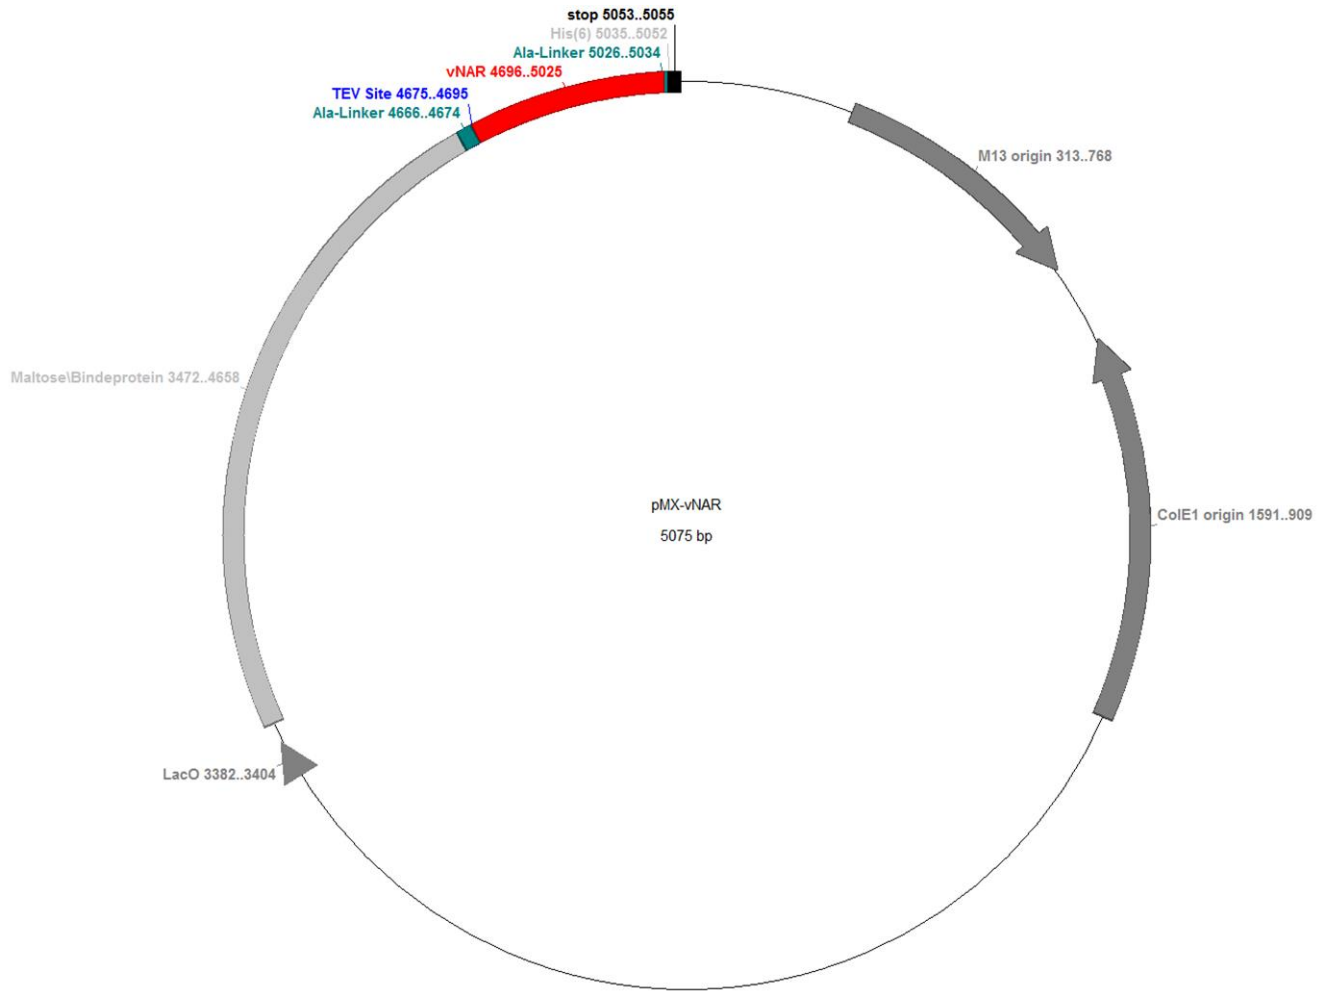 stop 5053..5055
His(6) 5035..5052
Ala-Linker 5026..5034
vNAR 4696..5025
TEV Site 4675..4695
Ala-Linker 4666..4674
M13 origin 313..768
Maltose\Bindeprotein 3472..4658
pMX-vNAR
5075 bp
ColE1 origin 1591..909
LacO 3382..3404